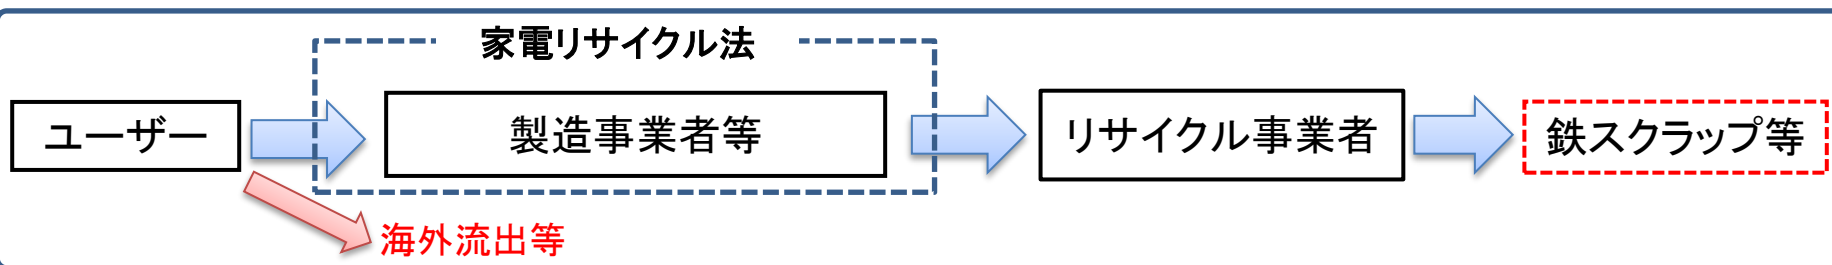 家電リサイクル法
ユーザー
製造事業者等
リサイクル事業者
鉄スクラップ等
海外流出等